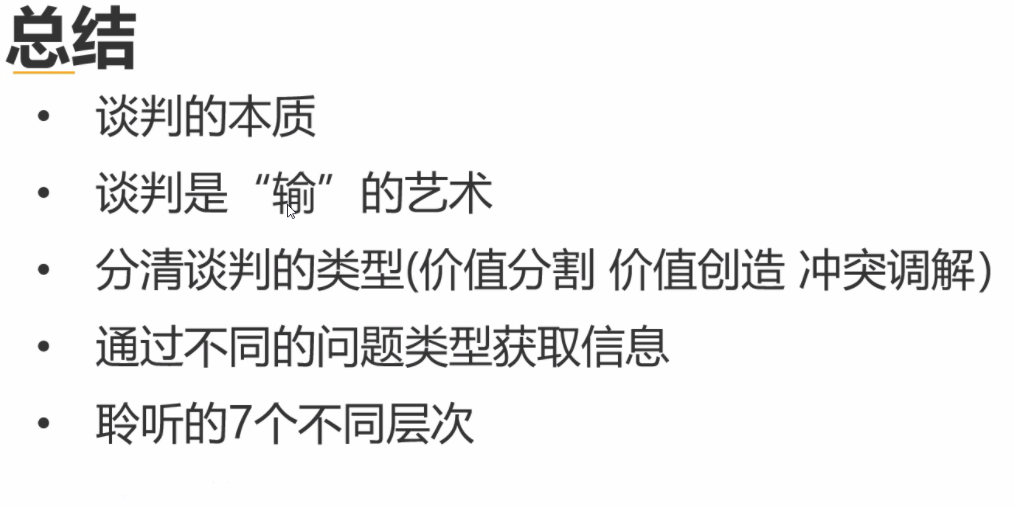 总结
• 谈判的本质
• 谈判是“输”的艺术
• 分清谈判的类型(价值分割 价值创造 冲突调解）
• 通过不同的问题类型获取信息
• 聆听的7个不同层次